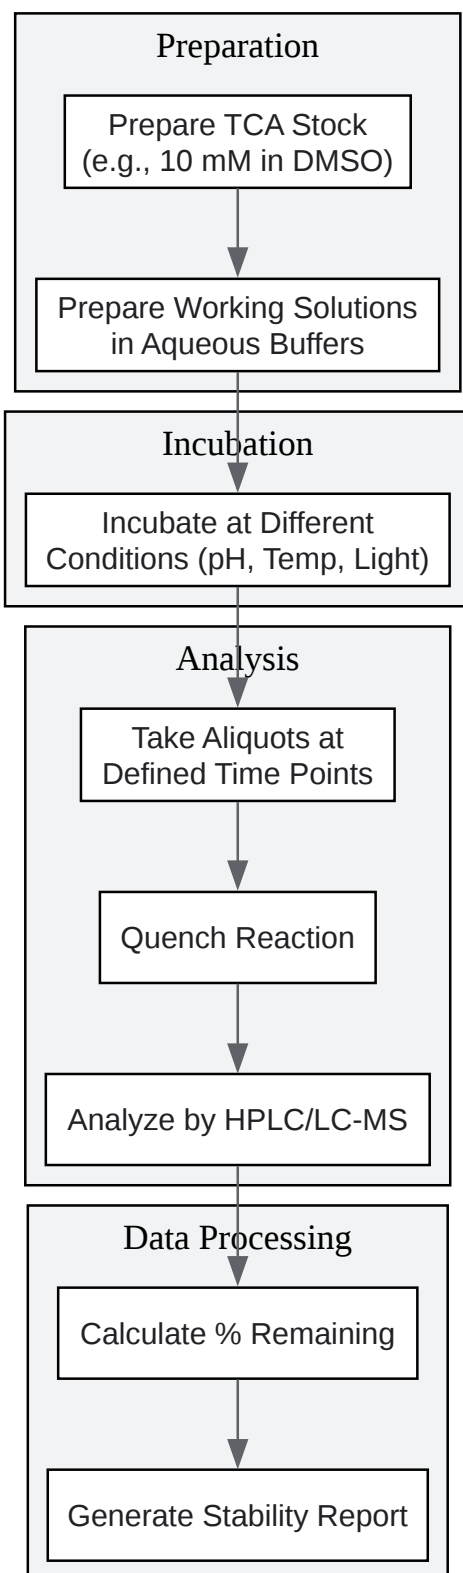 Preparation
Prepare TCA Stock
(e.g., 10 mM in DMSO)
Prepare Working Solutions
in Aqueous Buffers
Incubation
Incubate at Different
Conditions (pH, Temp, Light)
Analysis
Take Aliquots at
Defined Time Points
Quench Reaction
Analyze by HPLC/LC-MS
Data Processing
Calculate % Remaining
Generate Stability Report